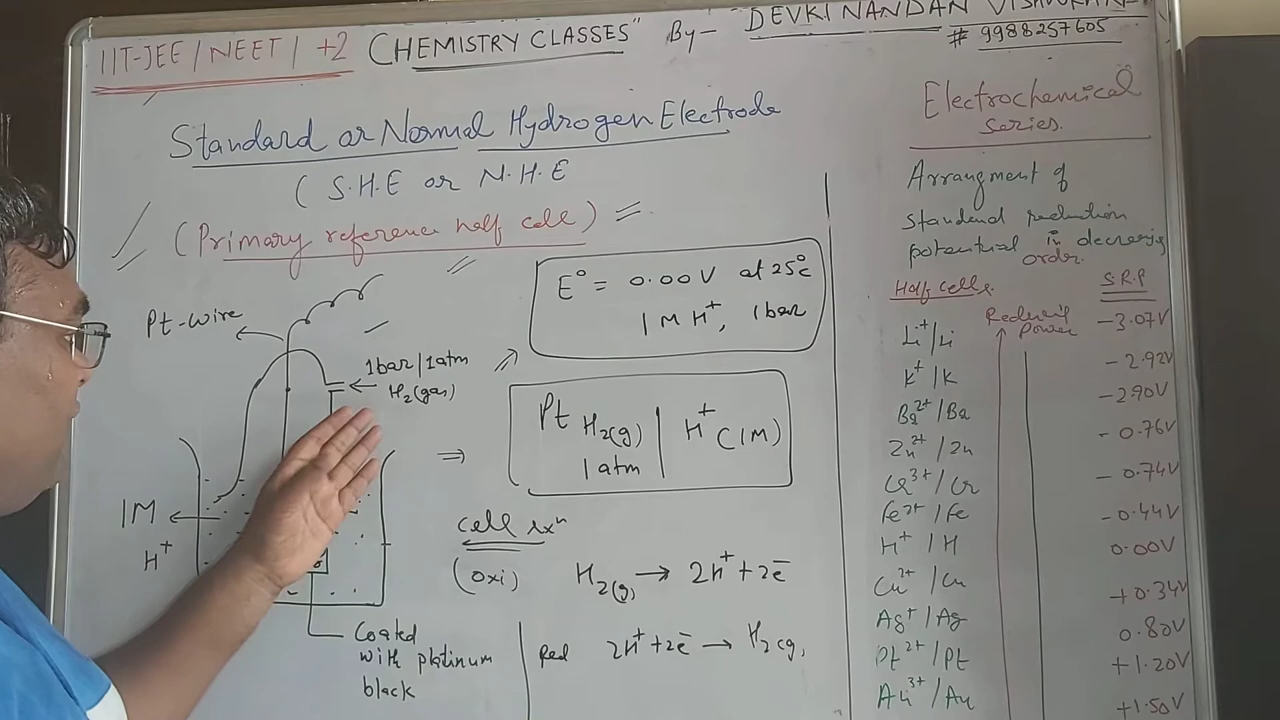 IIT-JEE/NEET/ +2 CHEMISTRY CLASSES" By- DEVKI NANDAN
# 9988257605
Standard or Normal Hydrogen Electrode
( S.H.E or N.H.E
(Primary reference half cell) =
Pt-wire
1bar/1atm
H₂(gas)
1M
H⁺
Coated
with platinum
black
E° = 0.00V at 25°c
1M H⁺, 1bar
⇒ Pt H₂(g) | H⁺ C(1M)
1atm
cell rxⁿ
(oxi) H₂(g) → 2H⁺ + 2ē
Red 2H⁺+2ē → H₂(g)
Electrochemical
series.
Arrangment of
standard reduction
potential in decreasing
order.
Half cells. S.R.P
Reducing
Power
Li⁺/Li -3.07V
K⁺/K -2.92V
Ba²⁺/Ba -2.90V
Zn²⁺/Zn -0.76V
Cr³⁺/Cr -0.74V
Fe²⁺/Fe -0.44V
H⁺/H 0.00V
Cu²⁺/Cu +0.34V
Ag⁺/Ag 0.80V
Pt²⁺/Pt +1.20V
Au³⁺/Au +1.50V